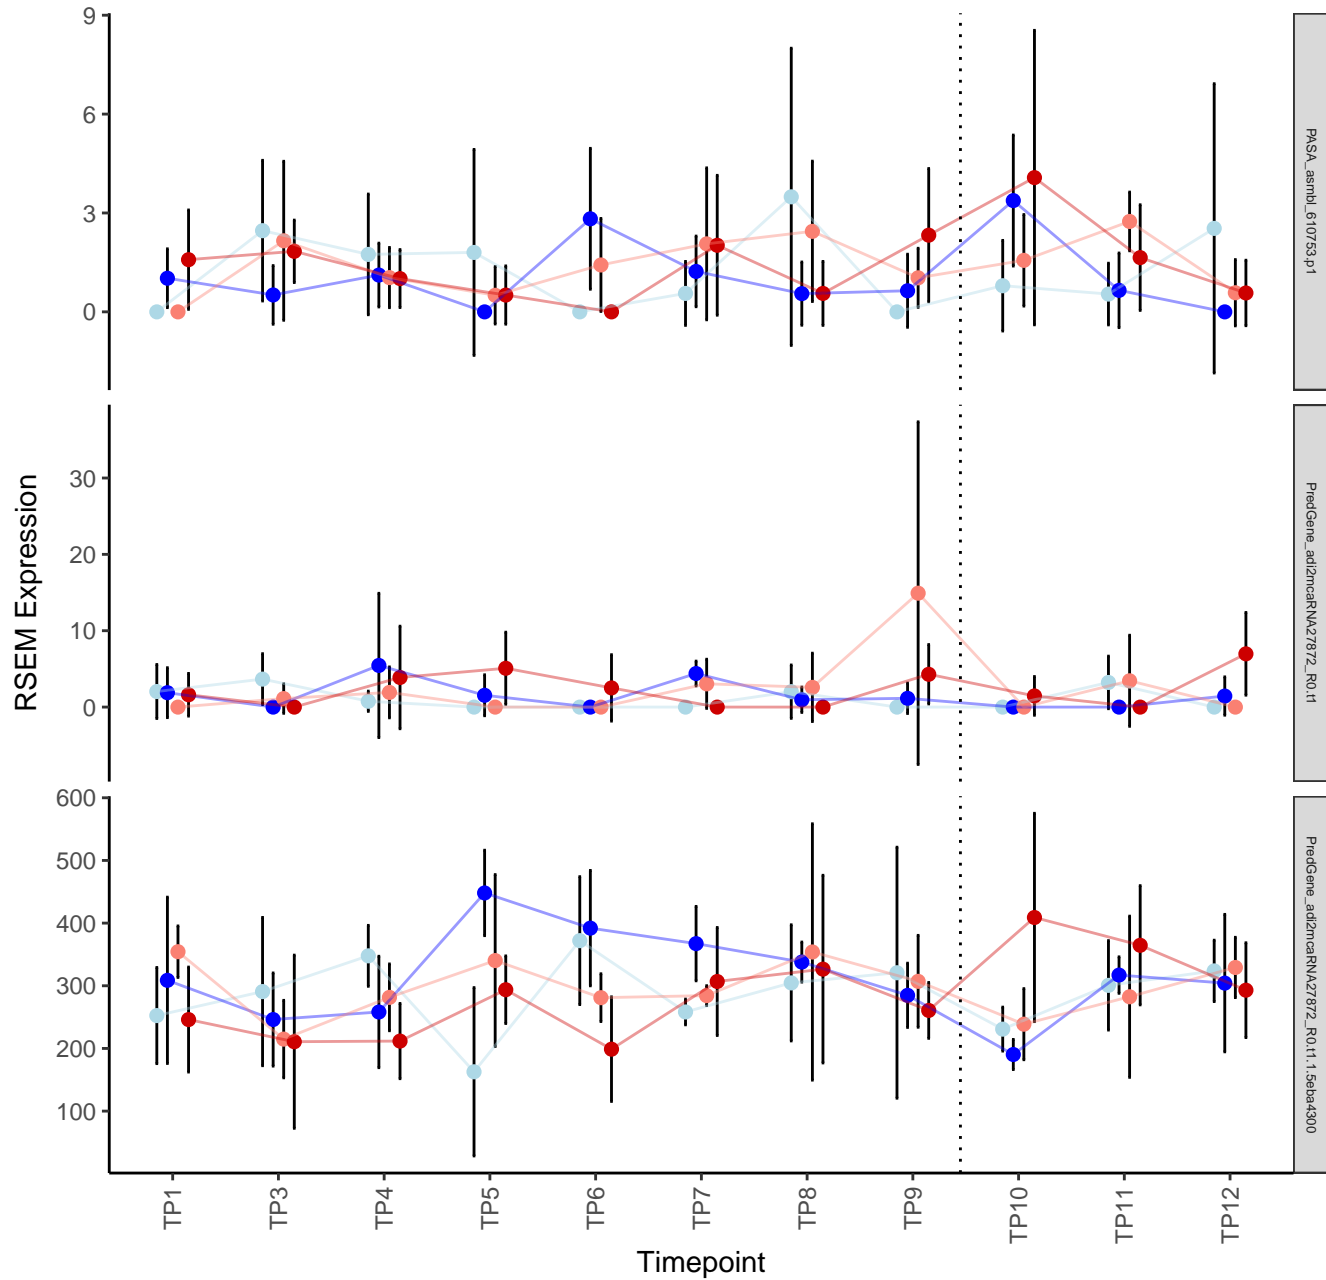 9
6
3
0
PASA_asmbl_610753.p1
30
20
10
0
PredGene_adi2mcaRNA27872_R0.t1
600
500
400
300
200
100
PredGene_adi2mcaRNA27872_R0.t1.1.5eba4300
RSEM Expression
TP1
TP3
TP4
TP5
TP6
TP7
TP8
TP9
TP10
TP11
TP12
Timepoint